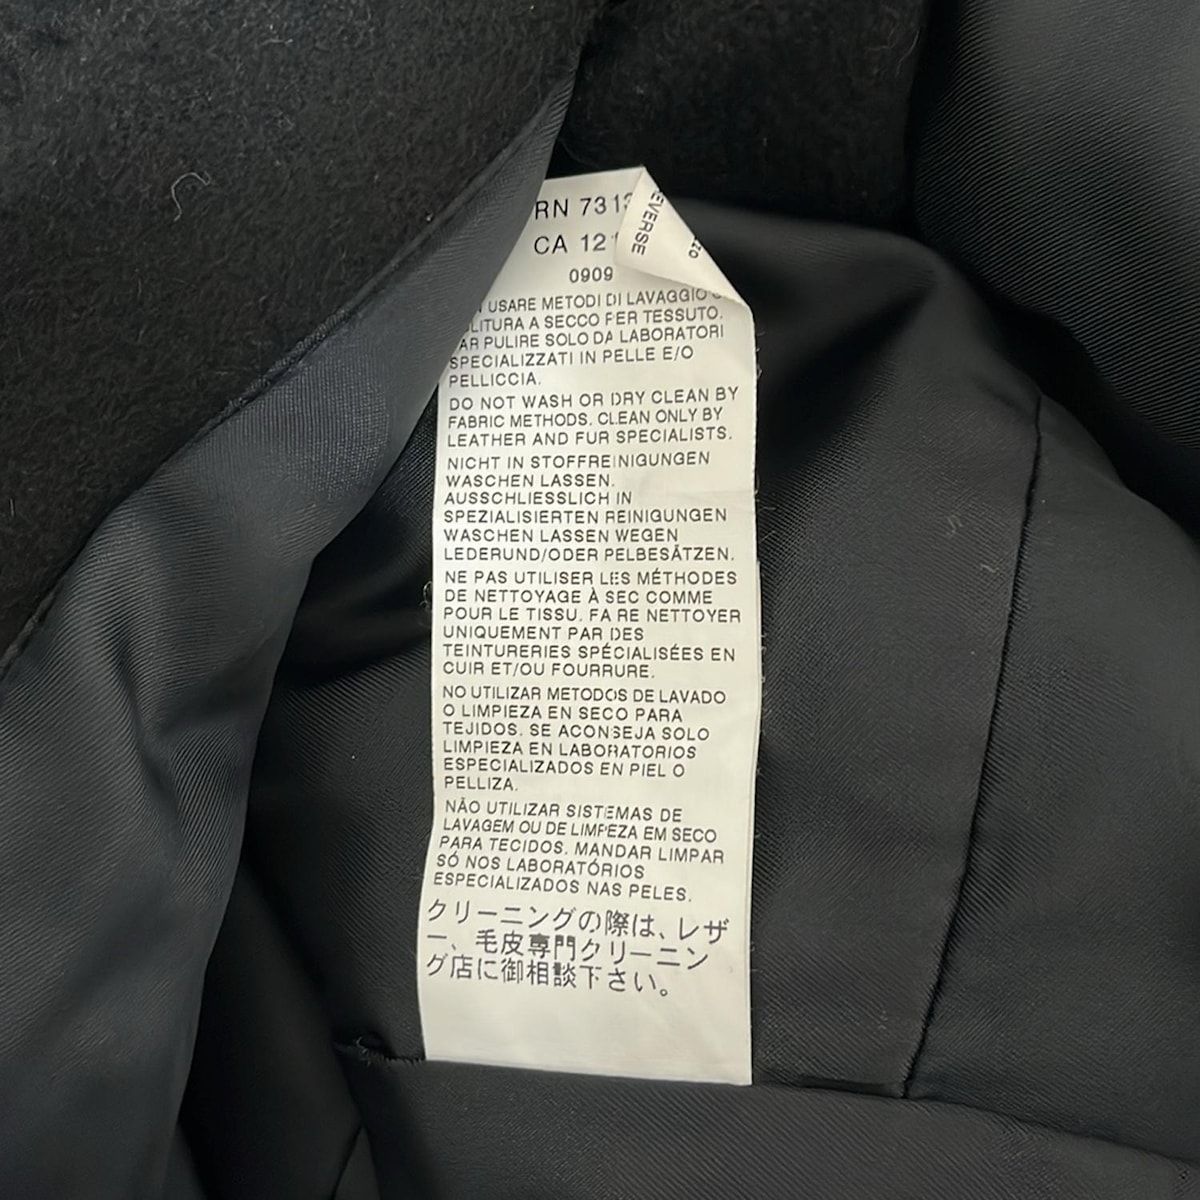 RN 7313
CA 121
0909
EVERSE
USARE METODI DI LAVAGGIO
LITURA A SECCO PER TESSUTO.
AR PULIRE SOLO DA LABORATORI
SPECIALIZZATI IN PELLE E/O
PELLICCIA.
DO NOT WASH OR DRY CLEAN BY
FABRIC METHODS. CLEAN ONLY BY
LEATHER AND FUR SPECIALISTS.
NICHT IN STOFFREINIGUNGEN
WASCHEN LASSEN.
AUSSCHLIESSLICH IN
SPEZIALISIERTEN REINIGUNGEN
WASCHEN LASSEN WEGEN
LEDERUND/ODER PELBESÄTZEN.
NE PAS UTILISER LES MÉTHODES
DE NETTOYAGE À SEC COMME
POUR LE TISSU. FAIRE NETTOYER
UNIQUEMENT PAR DES
TEINTURERIES SPÉCIALISÉES EN
CUIR ET/OU FOURRURE.
NO UTILIZAR METODOS DE LAVADO
O LIMPIEZA EN SECO PARA
TEJIDOS. SE ACONSEJA SOLO
LIMPIEZA EN LABORATORIOS
ESPECIALIZADOS EN PIEL O
PELLIZA.
NÃO UTILIZAR SISTEMAS DE
LAVAGEM OU DE LIMPEZA EM SECO
PARA TECIDOS. MANDAR LIMPAR
SÓ NOS LABORATÓRIOS
ESPECIALIZADOS NAS PELES.
クリーニングの際は、レザ
ー、毛皮専門クリーニン
グ店に御相談下さい。